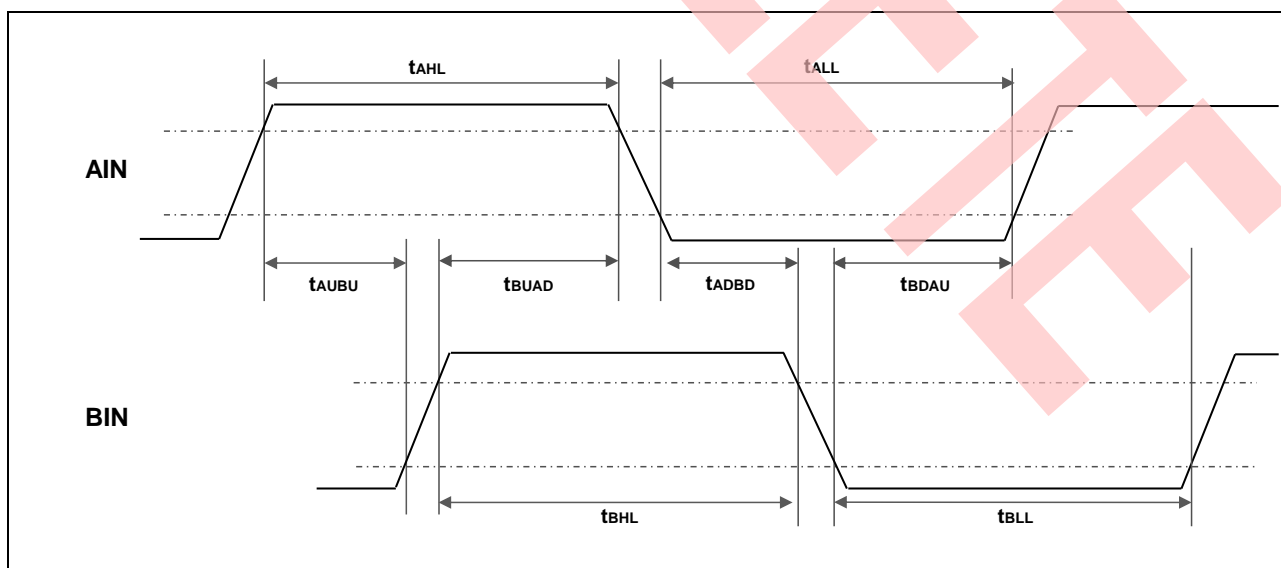 tAHL tALL
AIN
tAUBU tBUAD tADBD tBDAU
BIN
tBHL tBLL